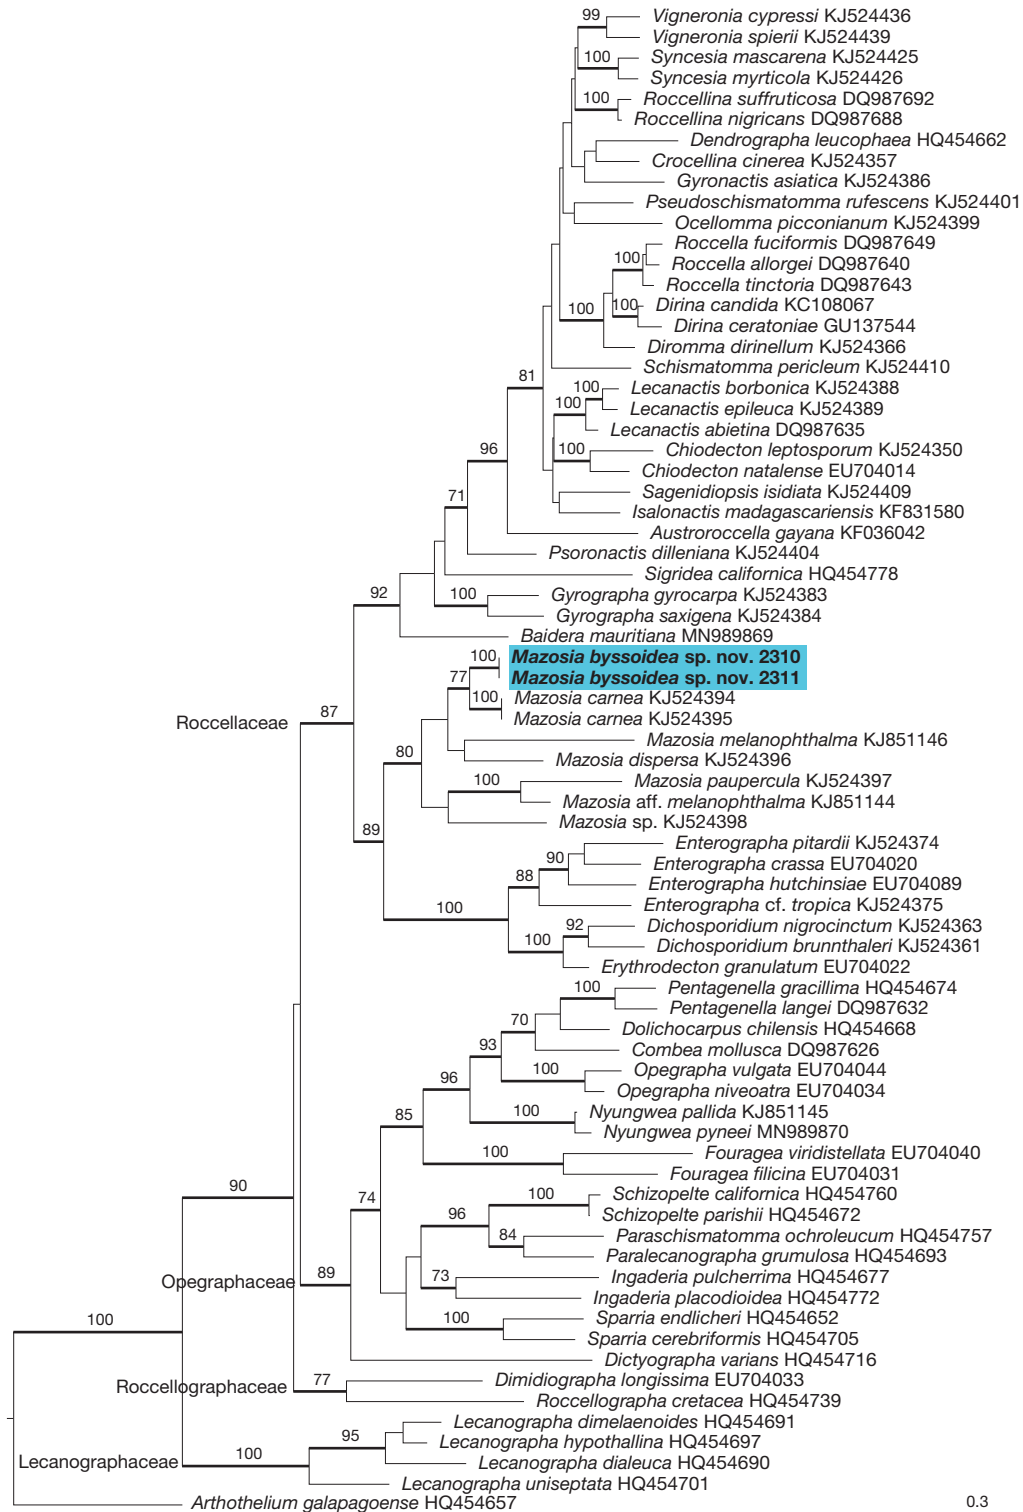 99 Vigneronia cypressi KJ524436
Vigneronia spierii KJ524439
100 Syncesia mascarena KJ524425
Syncesia myrticola KJ524426
100 Roccellina suffruticosa DQ987692
Roccellina nigricans DQ987688
Dendrographa leucophaea HQ454662
Crocellina cinerea KJ524357
Gyronactis asiatica KJ524386
Pseudoschismatomma rufescens KJ524401
Ocellomma picconianum KJ524399
Roccella fuciformis DQ987649
100 Roccella allorgei DQ987640
Roccella tinctoria DQ987643
100 100 Dirina candida KC108067
Dirina ceratoniae GU137544
Diromma dirinellum KJ524366
Schismatomma pericleum KJ524410
81 100 Lecanactis borbonica KJ524388
100 Lecanactis epileuca KJ524389
Lecanactis abietina DQ987635
100 Chiodecton leptosporum KJ524350
96 Chiodecton natalense EU704014
Sagenidiopsis isidiata KJ524409
71 Isalonactis madagascariensis KF831580
Austroroccella gayana KF036042
Psoronactis dilleniana KJ524404
Sigridea californica HQ454778
92 100 Gyrographa gyrocarpa KJ524383
Gyrographa saxigena KJ524384
Baidera mauritiana MN989869
100 Mazosia byssoidea sp. nov. 2310
77 Mazosia byssoidea sp. nov. 2311
100 Mazosia carnea KJ524394
Roccellaceae 87 Mazosia carnea KJ524395
Mazosia melanophthalma KJ851146
80 Mazosia dispersa KJ524396
100 Mazosia paupercula KJ524397
Mazosia aff. melanophthalma KJ851144
89 Mazosia sp. KJ524398
Enterographa pitardii KJ524374
90 Enterographa crassa EU704020
88 Enterographa hutchinsiae EU704089
100 Enterographa cf. tropica KJ524375
92 Dichosporidium nigrocinctum KJ524363
100 Dichosporidium brunnthaleri KJ524361
Erythrodecton granulatum EU704022
100 Pentagenella gracillima HQ454674
Pentagenella langei DQ987632
70 Dolichocarpus chilensis HQ454668
93 Combea mollusca DQ987626
100 Opegrapha vulgata EU704044
96 Opegrapha niveoatra EU704034
85 100 Nyungwea pallida KJ851145
Nyungwea pyneei MN989870
100 Fouragea viridistellata EU704040
Fouragea filicina EU704031
90 74 100 Schizopelte californica HQ454760
96 Schizopelte parishii HQ454672
84 Paraschismatomma ochroleucum HQ454757
Paralecanographa grumulosa HQ454693
Opegraphaceae 89 73 Ingaderia pulcherrima HQ454677
Ingaderia placodioidea HQ454772
100 100 Sparria endlicheri HQ454652
Sparria cerebriformis HQ454705
Dictyographa varians HQ454716
Roccellographaceae 77 Dimidiographa longissima EU704033
Roccellographa cretacea HQ454739
Lecanographa dimelaenoides HQ454691
95 Lecanographa hypothallina HQ454697
Lecanographaceae 100 Lecanographa dialeuca HQ454690
Lecanographa uniseptata HQ454701
Arthothelium galapagoense HQ454657
0.3